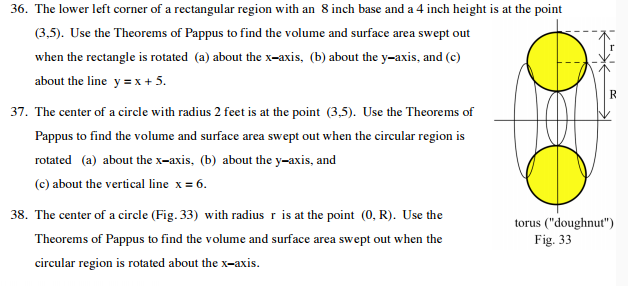 36. The lower left corner of a rectangular region with an 8 inch base and a 4 inch height is at the point
(3,5). Use the Theorems of Pappus to find the volume and surface area swept out
when the rectangle is rotated (a) about the x–axis, (b) about the y–axis, and (c)
about the line y = x + 5.
37. The center of a circle with radius 2 feet is at the point (3,5). Use the Theorems of
Pappus to find the volume and surface area swept out when the circular region is
rotated (a) about the x–axis, (b) about the y–axis, and
(c) about the vertical line x = 6.
38. The center of a circle (Fig. 33) with radius r is at the point (0, R). Use the
Theorems of Pappus to find the volume and surface area swept out when the
circular region is rotated about the x–axis.
r
R
torus ("doughnut")
Fig. 33